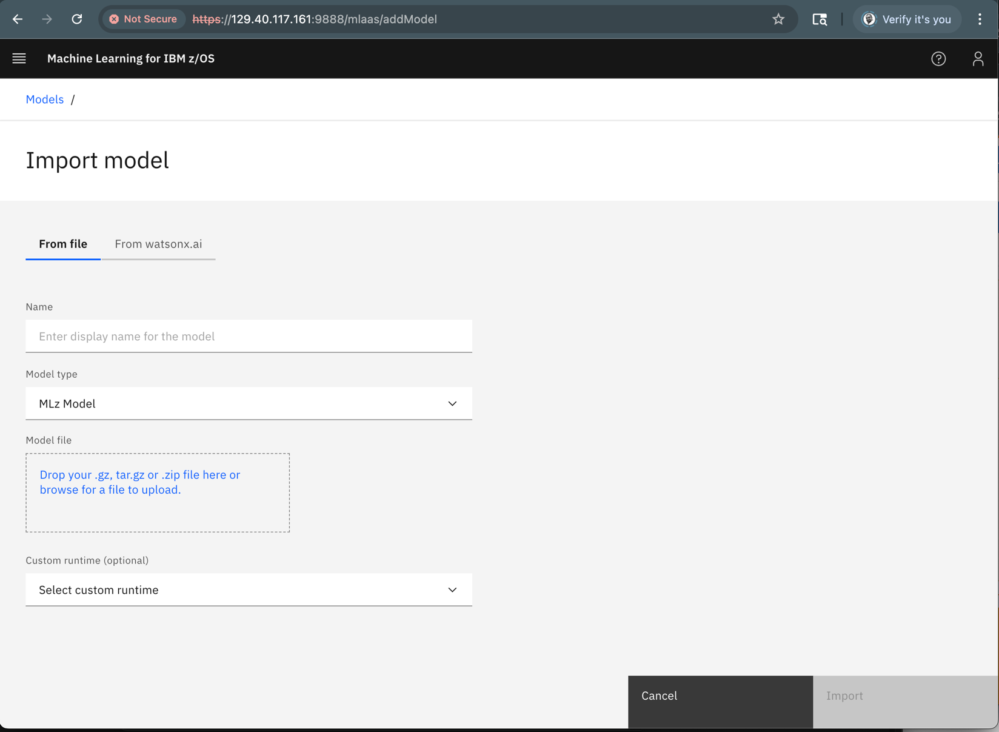 Not Secure https://129.40.117.161:9888/mlaas/addModel Verify it's you
Machine Learning for IBM z/OS
Models /
Import model
From file From watsonx.ai
Name
Enter display name for the model
Model type
MLz Model
Model file
Drop your .gz, tar.gz or .zip file here or
browse for a file to upload.
Custom runtime (optional)
Select custom runtime
Cancel Import